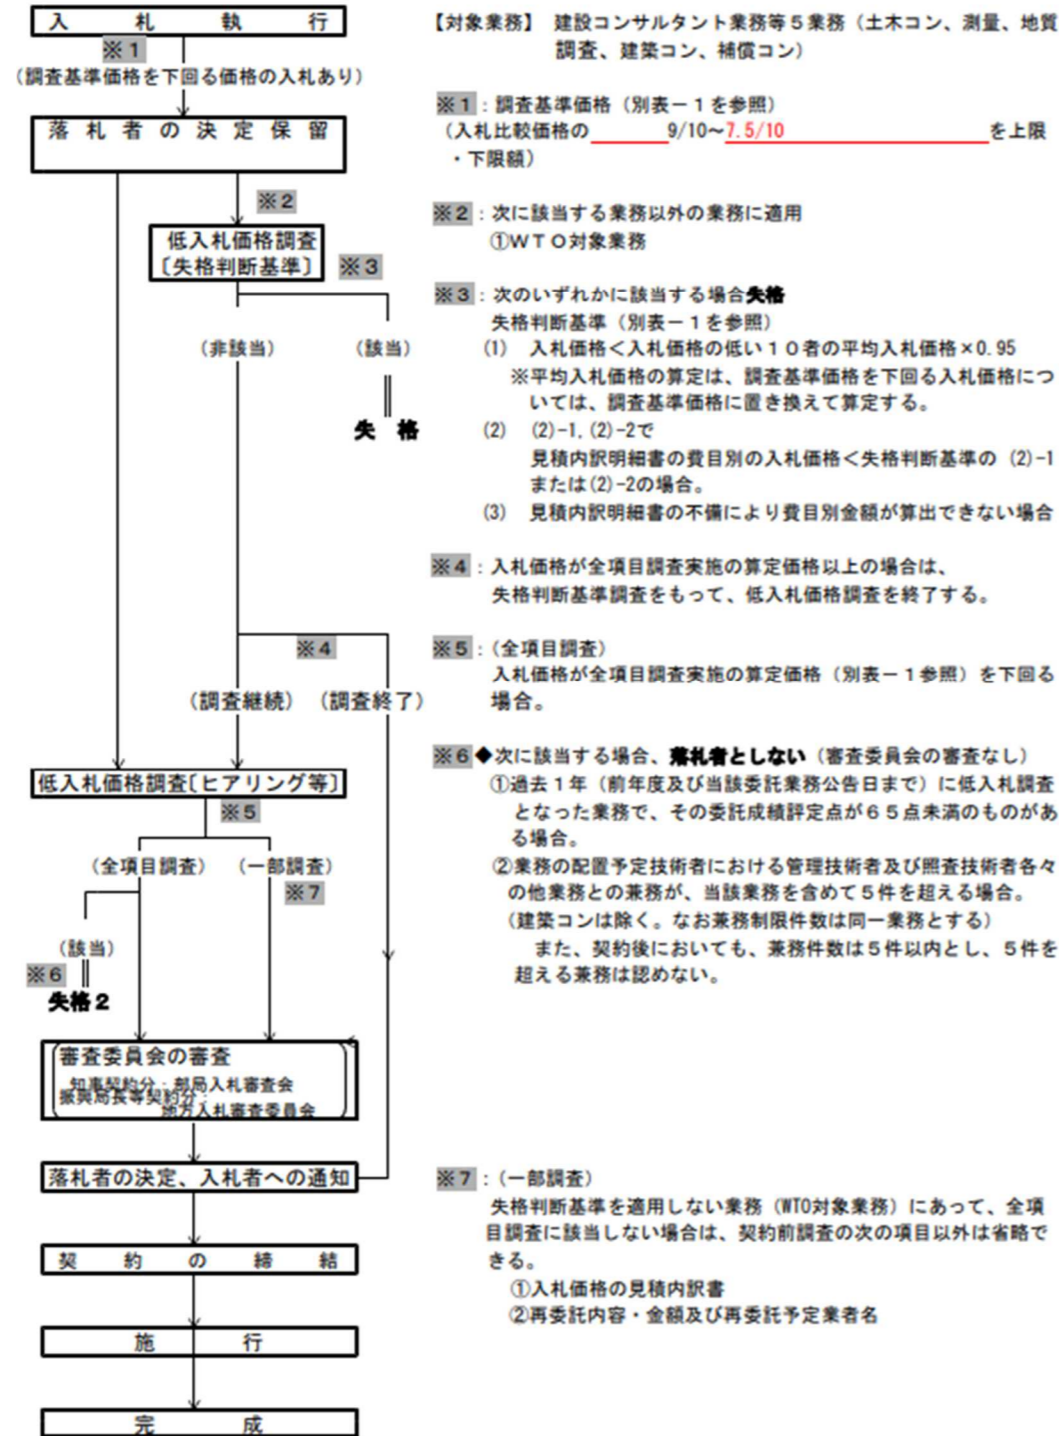 入札執行
※１
（調査基準価格を下回る価格の入札あり）
落札者の決定保留
※２
低入札価格調査
〔失格判断基準〕
※３
（非該当）
（該当）
失 格
※４
（調査継続）
（調査終了）
低入札価格調査〔ヒアリング等〕
※５
（全項目調査）
（一部調査）
※７
（該当）
※６
失格２
審査委員会の審査
知事契約分：部局入札審査会
振興局長等契約分：
地方入札審査委員会
落札者の決定、入札者への通知
契約の締結
施行
完成
【対象業務】 建設コンサルタント業務等５業務（土木コン、測量、地質
調査、建築コン、補償コン）
※１：調査基準価格（別表－１を参照）
（入札比較価格の 9/10～7.5/10 を上限
・下限額）
※２：次に該当する業務以外の業務に適用
①ＷＴＯ対象業務
※３：次のいずれかに該当する場合失格
失格判断基準（別表－１を参照）
(1) 入札価格＜入札価格の低い１０者の平均入札価格×0.95
※平均入札価格の算定は、調査基準価格を下回る入札価格につ
いては、調査基準価格に置き換えて算定する。
(2) (2)-1,(2)-2で
見積内訳明細書の費目別の入札価格＜失格判断基準の (2)-1
または(2)-2の場合。
(3) 見積内訳明細書の不備により費目別金額が算出できない場合
※４：入札価格が全項目調査実施の算定価格以上の場合は、
失格判断基準調査をもって、低入札価格調査を終了する。
※５：（全項目調査）
入札価格が全項目調査実施の算定価格（別表－１参照）を下回る
場合。
※６◆次に該当する場合、落札者としない（審査委員会の審査なし）
①過去１年（前年度及び当該委託業務公告日まで）に低入札調査
となった業務で、その委託成績評定点が６５点未満のものがあ
る場合。
②業務の配置予定技術者における管理技術者及び照査技術者各々
の他業務との兼務が、当該業務を含めて５件を超える場合。
（建築コンは除く。なお兼務制限件数は同一業務とする）
また、契約後においても、兼務件数は５件以内とし、５件を
超える兼務は認めない。
※７：（一部調査）
失格判断基準を適用しない業務（WTO対象業務）にあって、全項
目調査に該当しない場合は、契約前調査の次の項目以外は省略で
きる。
①入札価格の見積内訳書
②再委託内容・金額及び再委託予定業者名